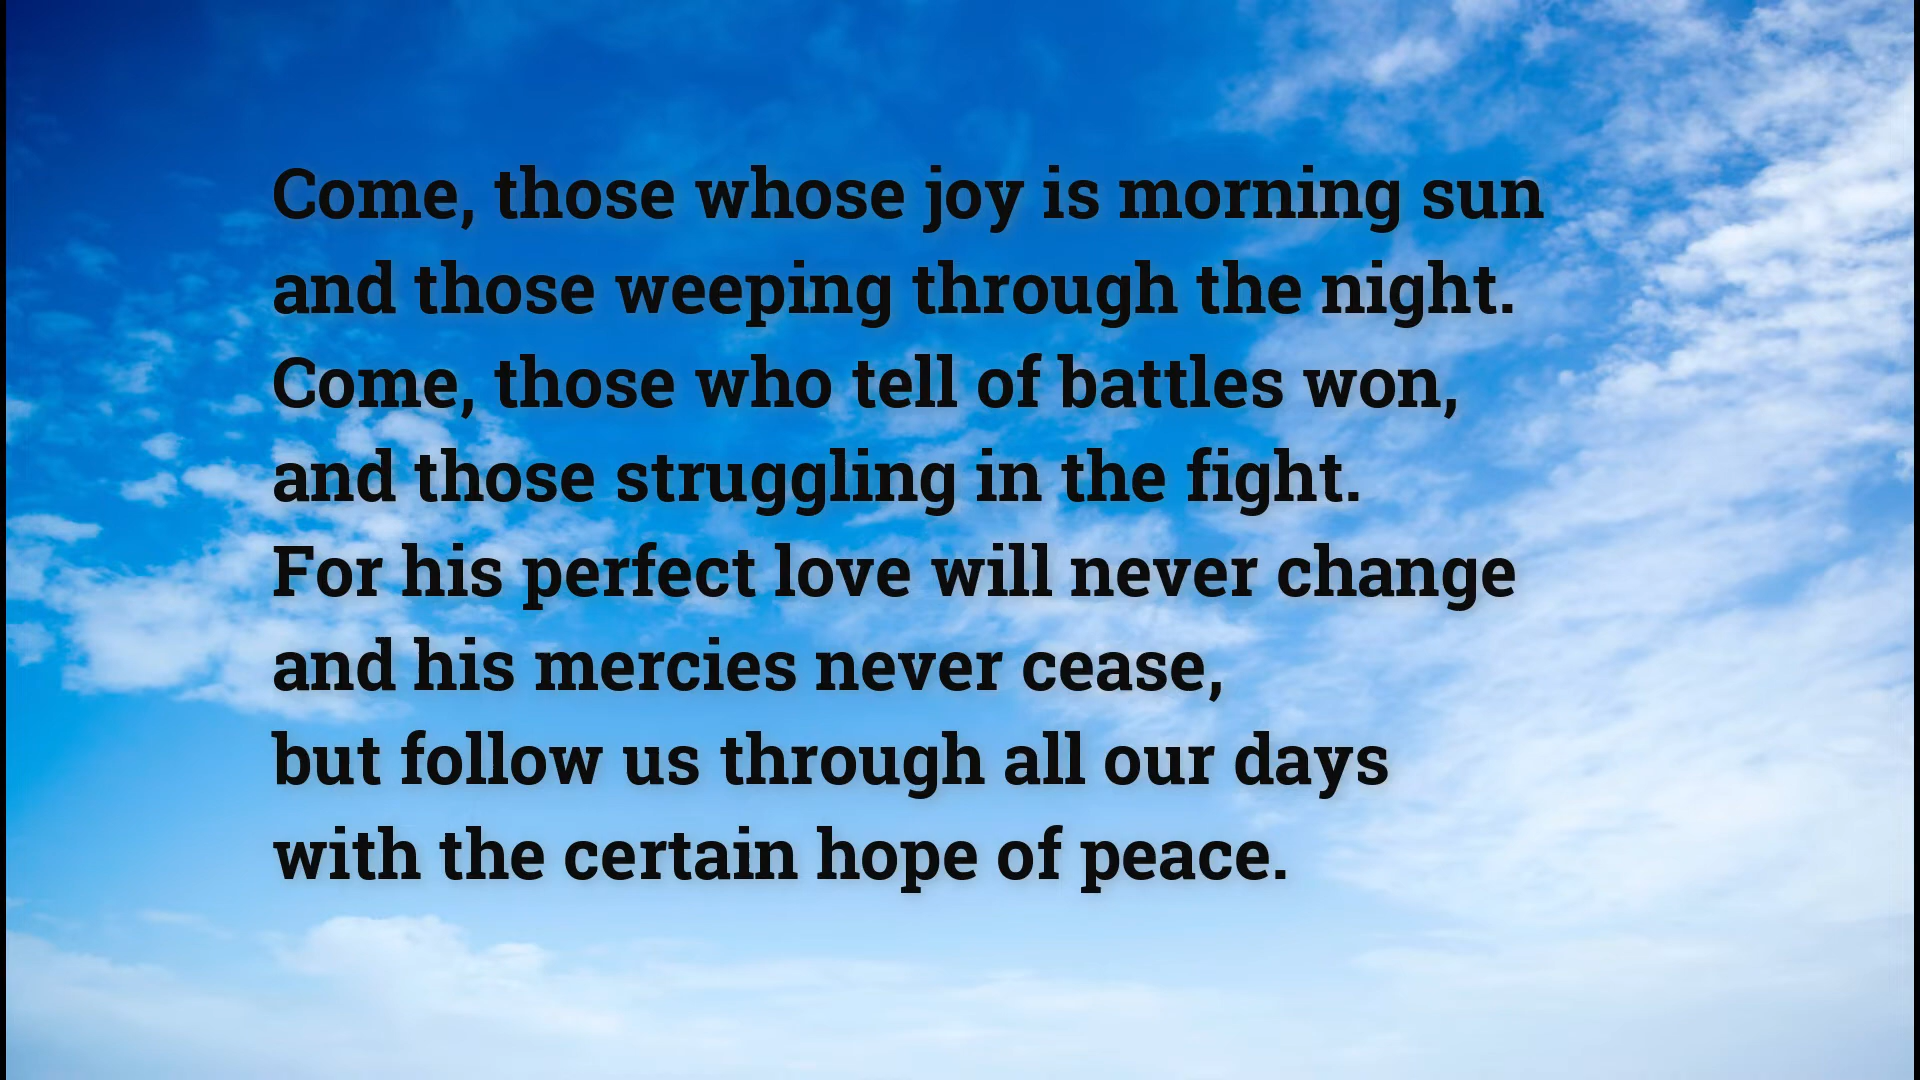 Come, those whose joy is morning sun
and those weeping through the night.
Come, those who tell of battles won,
and those struggling in the fight.
For his perfect love will never change
and his mercies never cease,
but follow us through all our days
with the certain hope of peace.